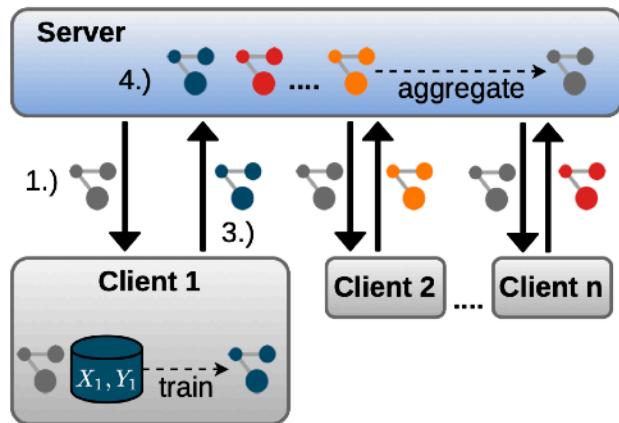 Server
4.)
....
aggregate
1.)
3.)
Client 1
Client 2
....
Client n
X₁, Y₁
train